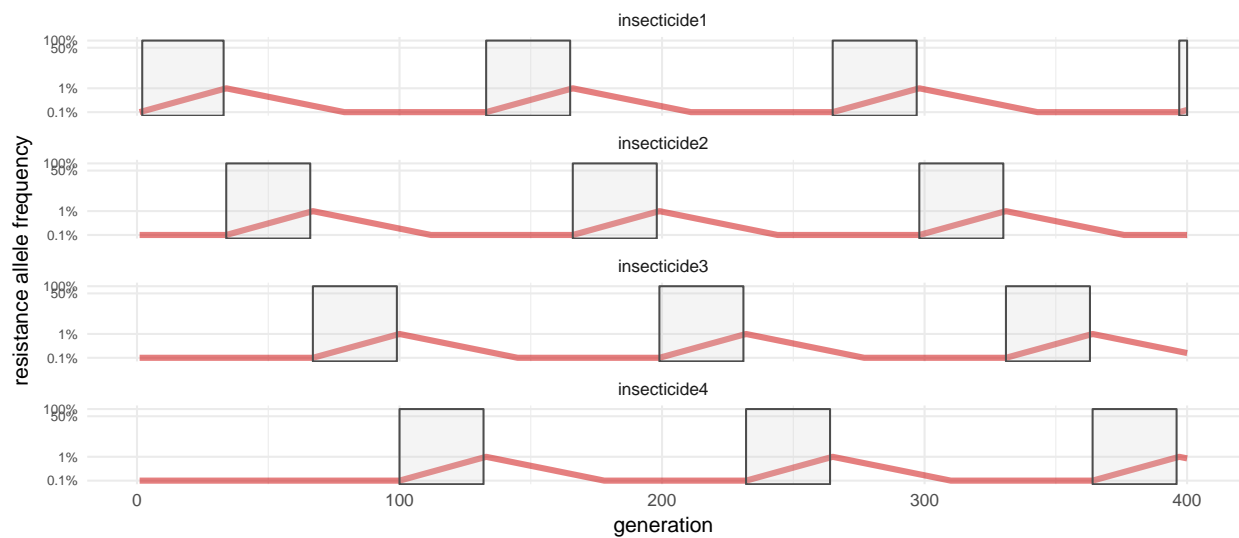 insecticide1
100%
50%
1%
0.1%
insecticide2
100%
50%
1%
0.1%
insecticide3
100%
50%
1%
0.1%
insecticide4
100%
50%
1%
0.1%
0 100 200 300 400
generation
resistance allele frequency